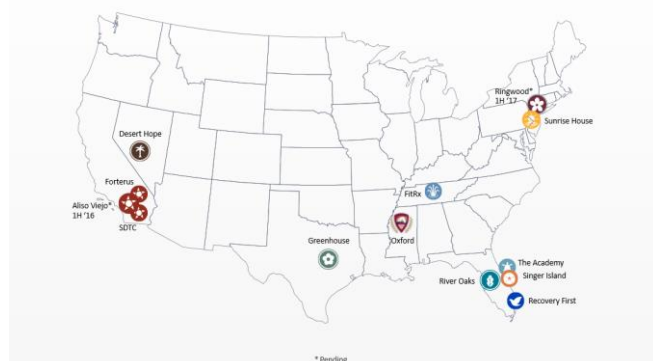 Ringwood*
1H '17
Sunrise House
Desert Hope
Forterus
FitRx
Aliso Viejo*
1H '16
SDTC
Greenhouse
Oxford
The Academy
Singer Island
River Oaks
Recovery First
* Pending